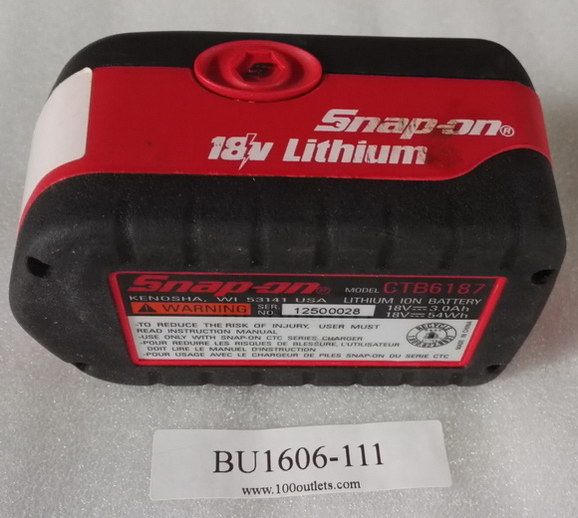 Snap-on®
18v Lithium
Snap-on® MODEL CTB6187
KENOSHA, WI 53141 USA LITHIUM ION BATTERY
WARNING SER. NO. 12500028 18V 3.0Ah
18V 54Wh
-TO REDUCE THE RISK OF INJURY, USER MUST
READ INSTRUCTION MANUAL
-USE ONLY WITH SNAP-ON CTC SERIES CHARGER
-POUR REDUIRE LES RISQUES DE BLESSURE, L'UTILISATEUR
DOIT LIRE LE MANUEL D'INSTRUCTION
-POUR USAGE AVEC LE CHARGEUR DE PILES SNAP-ON DU SERIE CTC
RECYCLE
BU1606-111
www.100outlets.com